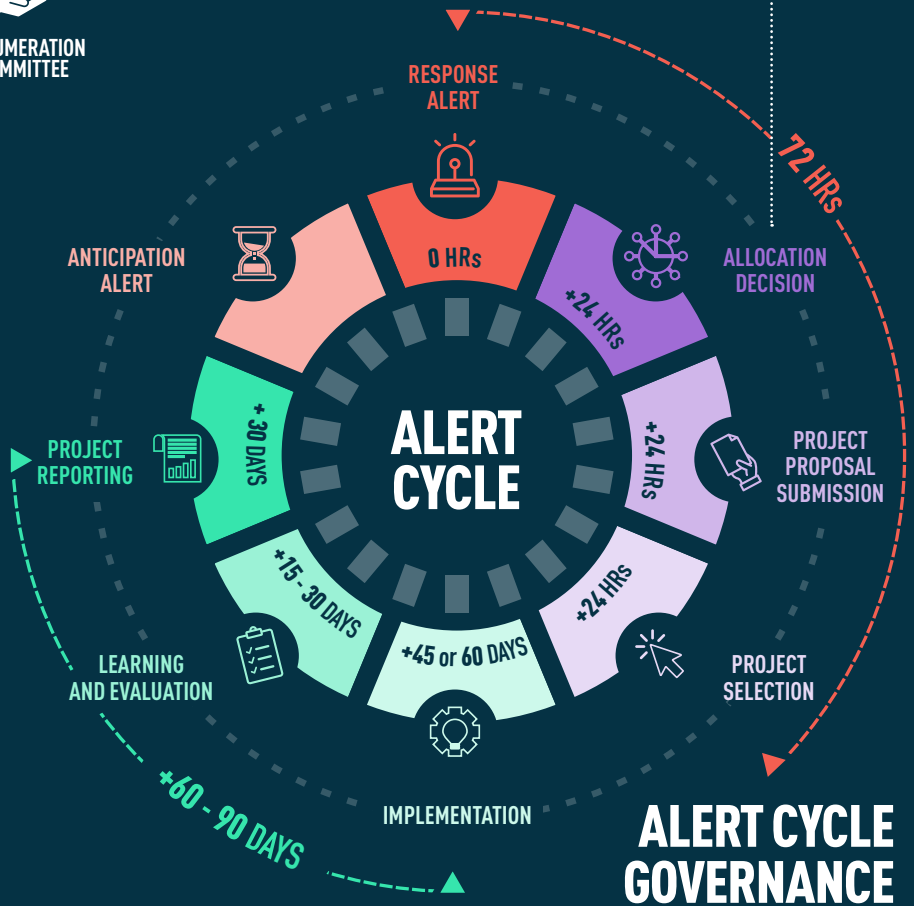 RESPONSE
ALERT
72 HRs
0 HRs
ALLOCATION
DECISION
+24 HRs
PROJECT
PROPOSAL
SUBMISSION
+24 HRs
PROJECT
SELECTION
+24 HRs
IMPLEMENTATION
+45 or 60 DAYS
LEARNING
AND EVALUATION
+15 - 30 DAYS
+60 - 90 DAYS
PROJECT
REPORTING
+ 30 DAYS
ANTICIPATION
ALERT
ALERT
CYCLE
ALERT CYCLE
GOVERNANCE